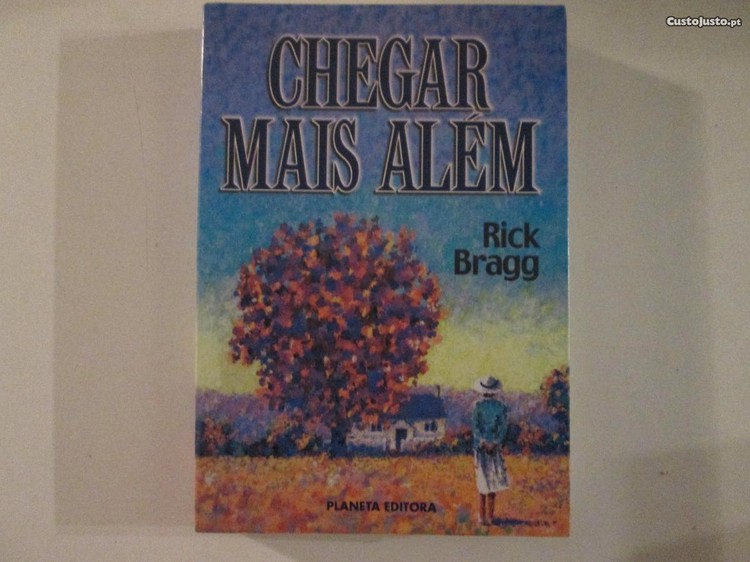 CustoJusto.pt
CHEGAR
MAIS ALÉM
Rick
Bragg
PLANETA EDITORA